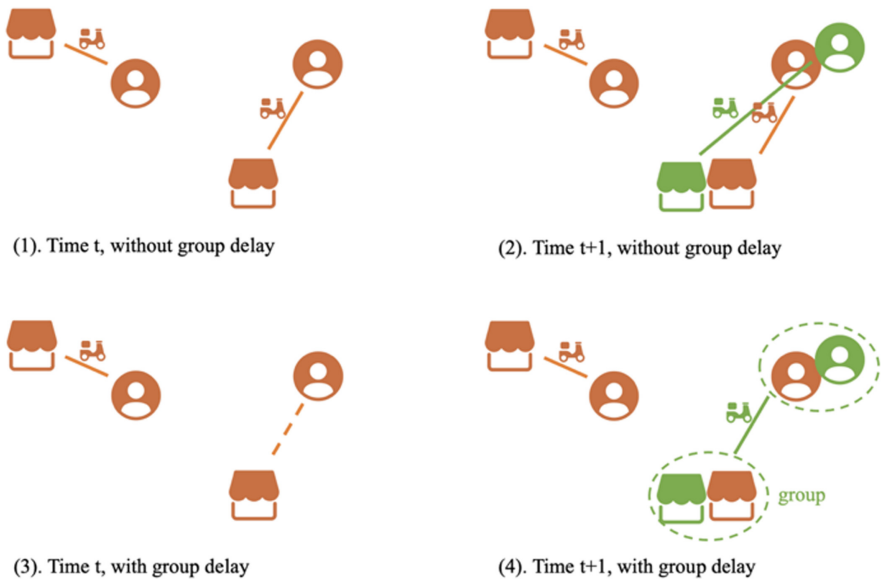 (1). Time t, without group delay
(2). Time t+1, without group delay
group
(3). Time t, with group delay
(4). Time t+1, with group delay